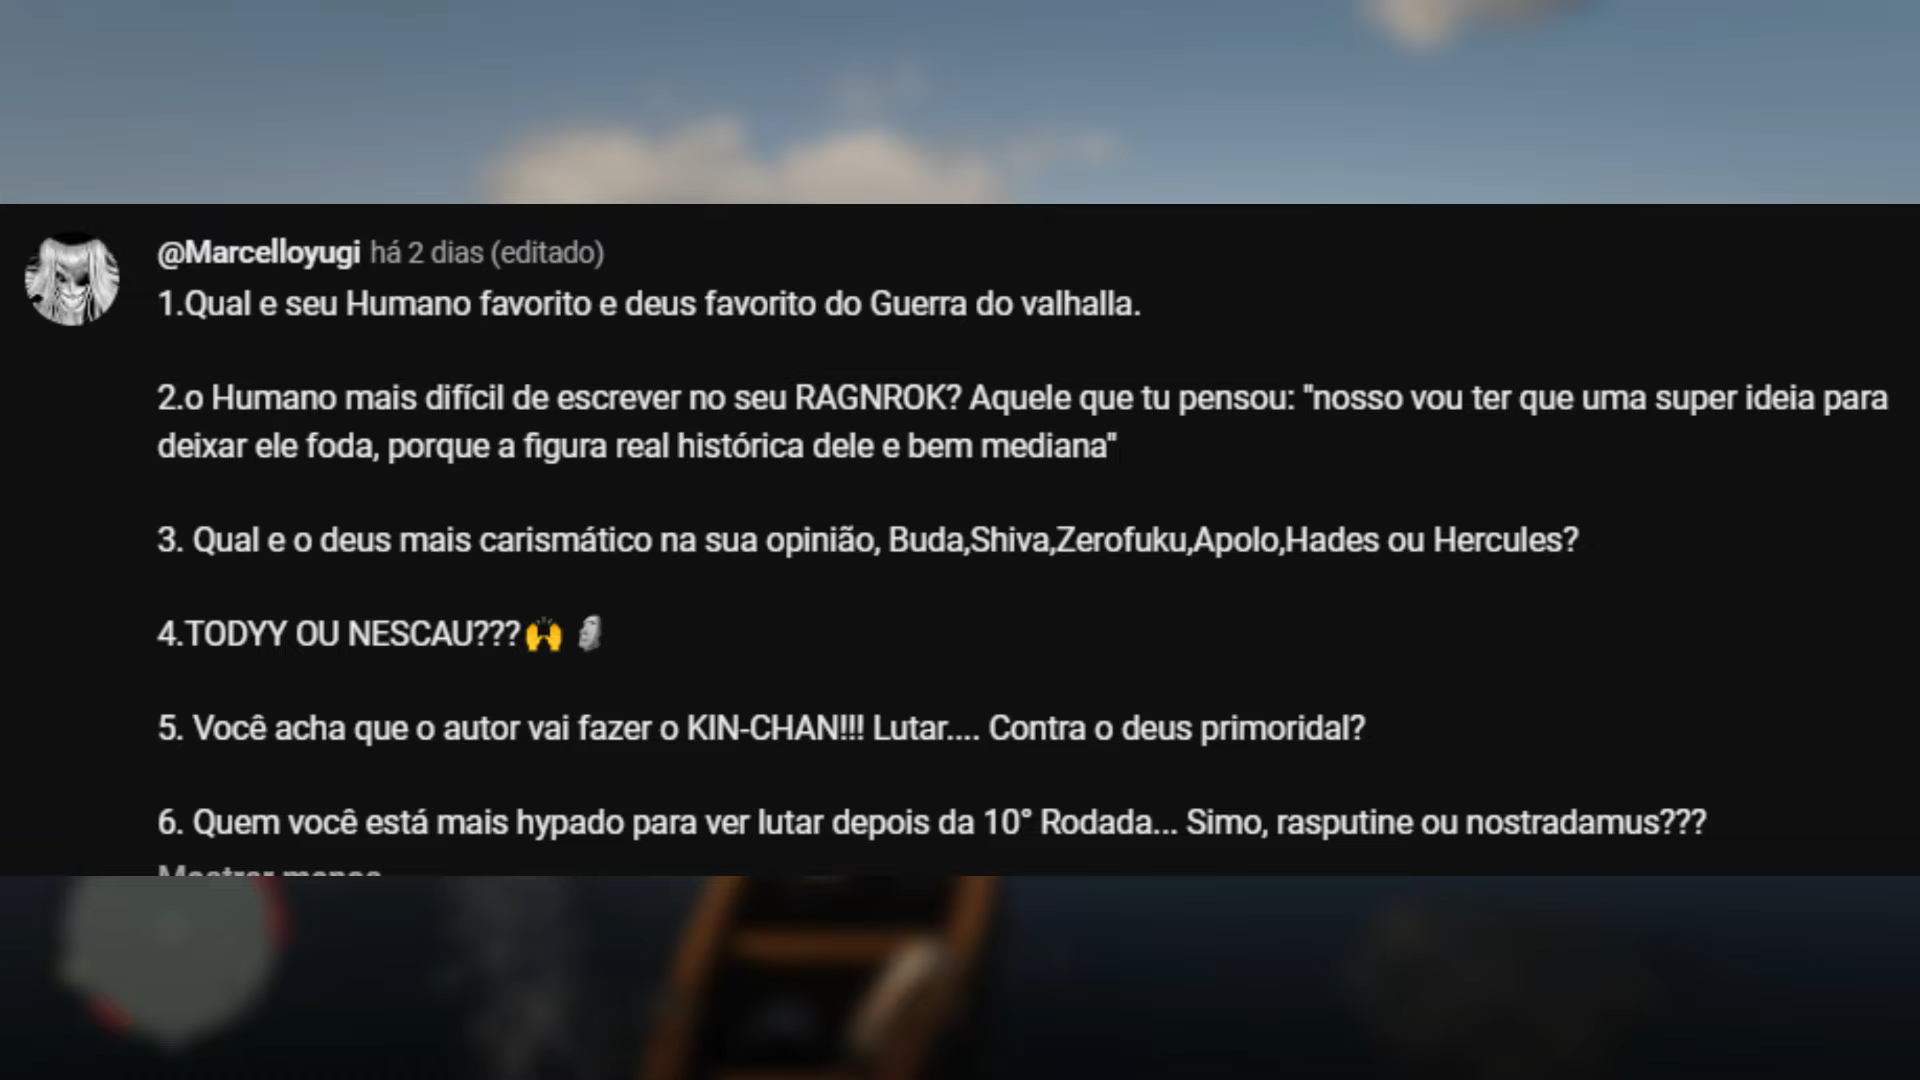 @Marcelloyugi há 2 dias (editado)
1.Qual e seu Humano favorito e deus favorito do Guerra do valhalla.
2.o Humano mais difícil de escrever no seu RAGNROK? Aquele que tu pensou: "nosso vou ter que uma super ideia para
deixar ele foda, porque a figura real histórica dele e bem mediana"
3. Qual e o deus mais carismático na sua opinião, Buda,Shiva,Zerofuku,Apolo,Hades ou Hercules?
4.TODYY OU NESCAU???🙌 🗿
5. Você acha que o autor vai fazer o KIN-CHAN!!! Lutar.... Contra o deus primoridal?
6. Quem você está mais hypado para ver lutar depois da 10° Rodada... Simo, rasputine ou nostradamus???
Mostrar menos